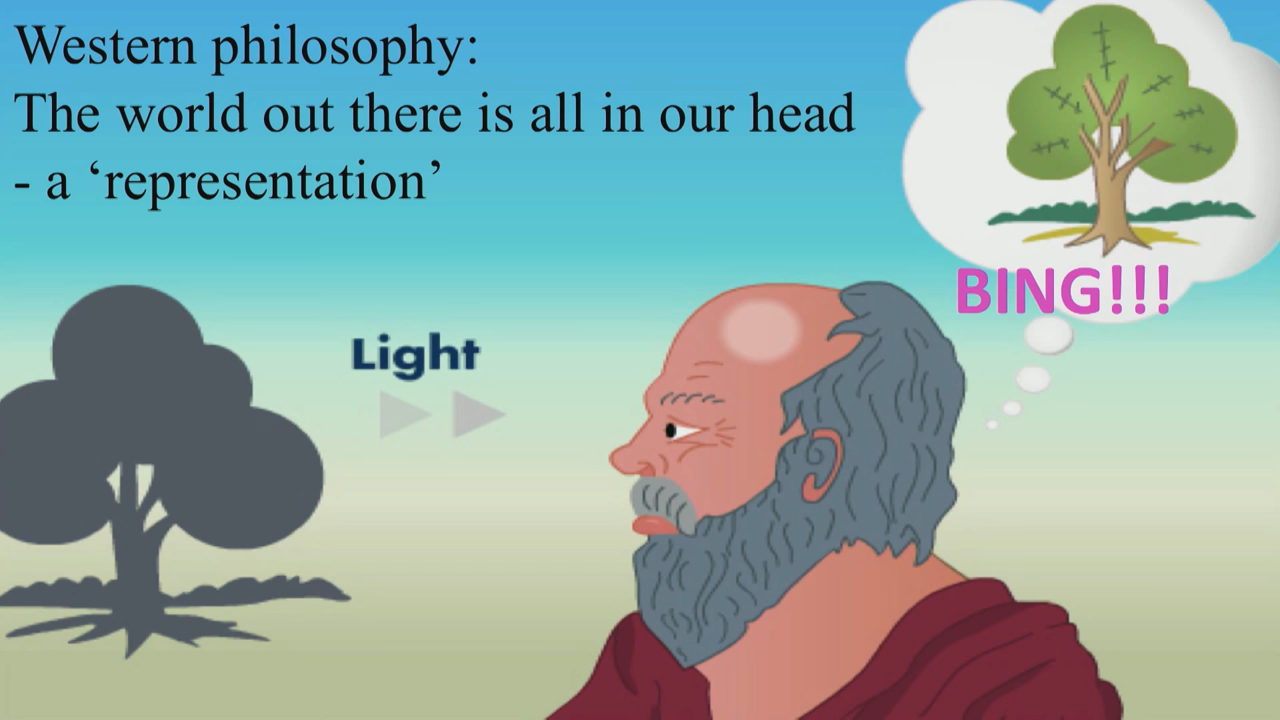 Western philosophy:
The world out there is all in our head
- a ‘representation’
BING!!!
Light